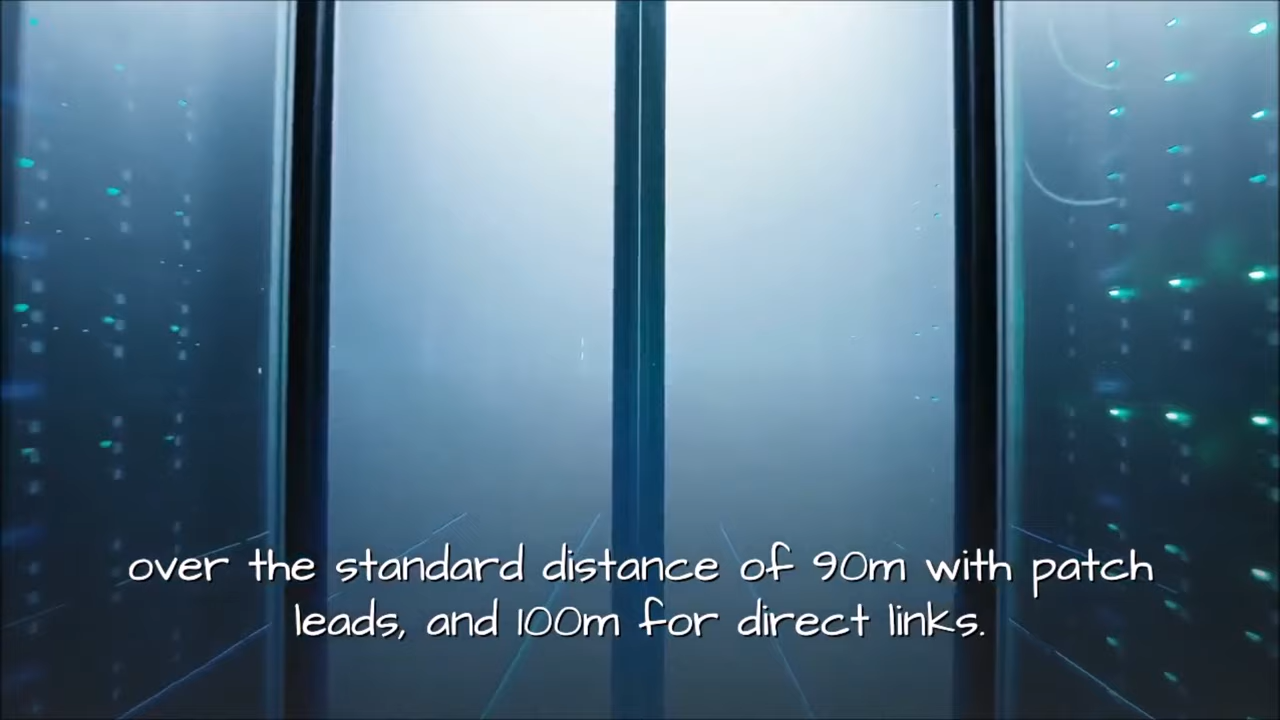 over the standard distance of 90m with patch
leads, and 100m for direct links.